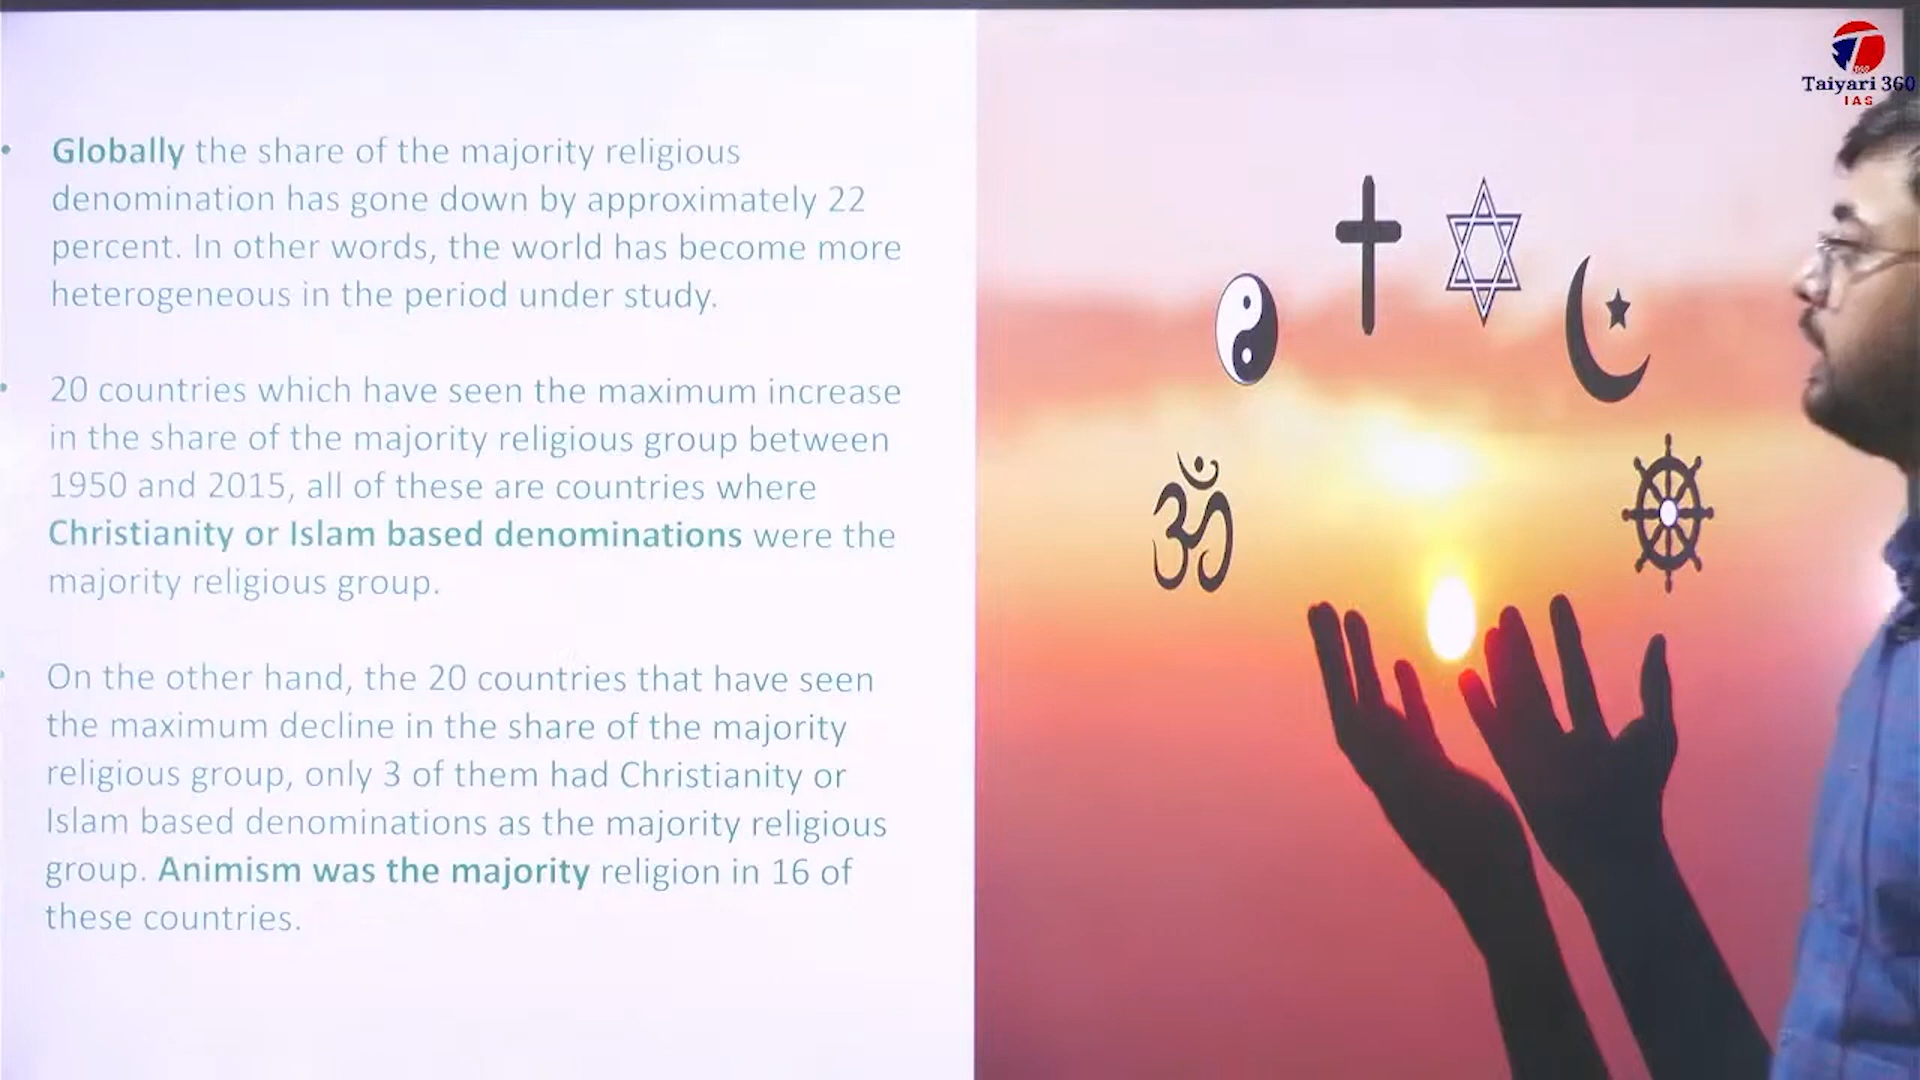 Taiyari 360
IAS
• Globally the share of the majority religious
denomination has gone down by approximately 22
percent. In other words, the world has become more
heterogeneous in the period under study.
• 20 countries which have seen the maximum increase
in the share of the majority religious group between
1950 and 2015, all of these are countries where
Christianity or Islam based denominations were the
majority religious group.
• On the other hand, the 20 countries that have seen
the maximum decline in the share of the majority
religious group, only 3 of them had Christianity or
Islam based denominations as the majority religious
group. Animism was the majority religion in 16 of
these countries.
ॐ